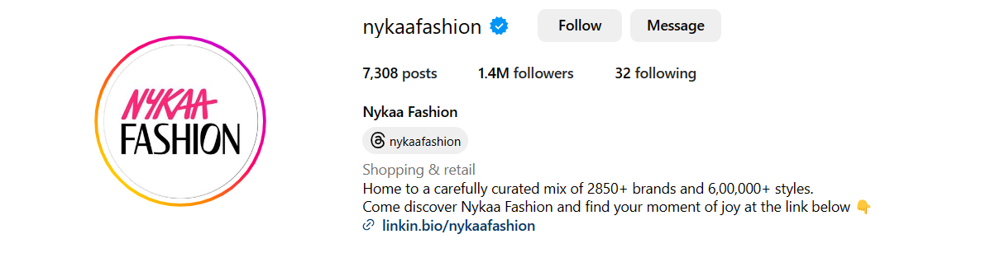 NYKAA
FASHION
nykaafashion Follow Message
7,308 posts 1.4M followers 32 following
Nykaa Fashion
nykaafashion
Shopping & retail
Home to a carefully curated mix of 2850+ brands and 6,00,000+ styles.
Come discover Nykaa Fashion and find your moment of joy at the link below 👇
linkin.bio/nykaafashion